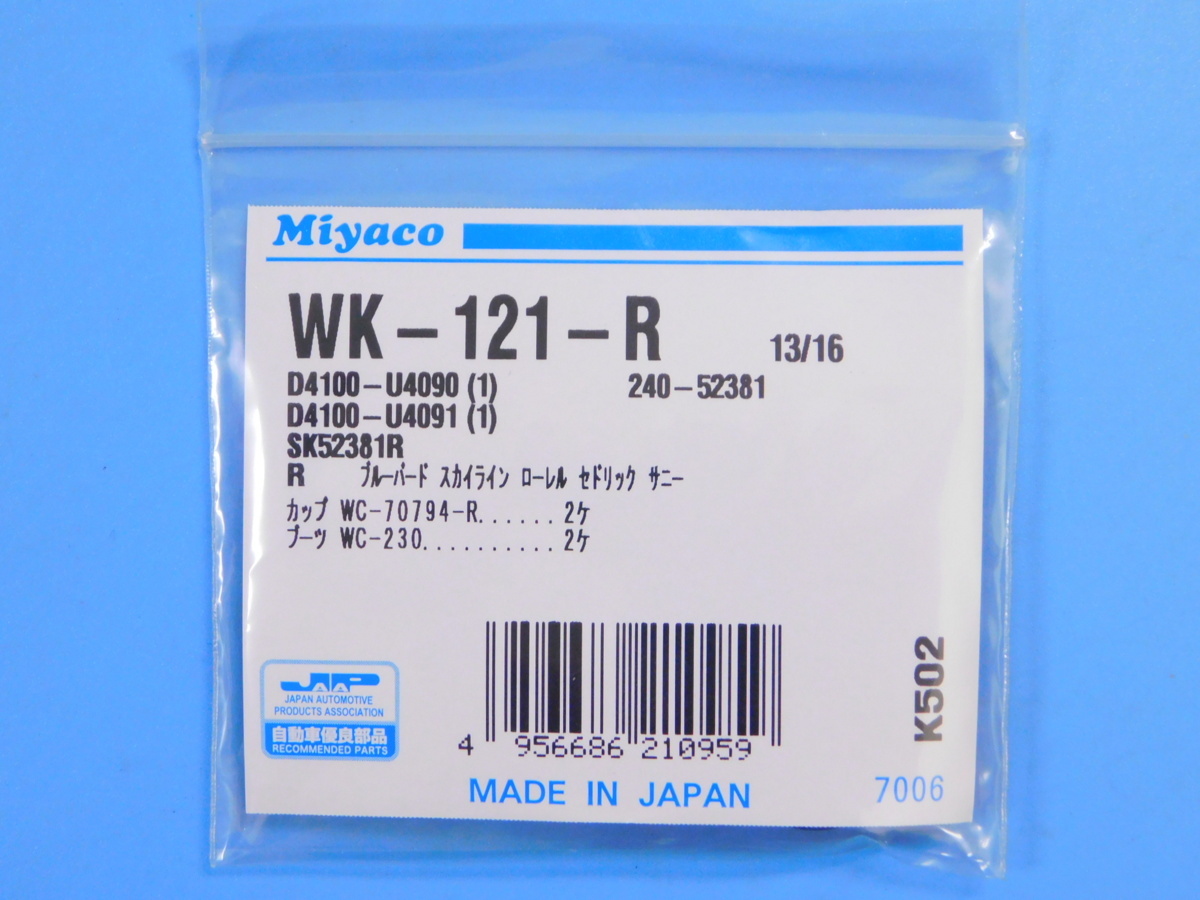 Miyaco
WK-121-R 13/16
D4100-U4090 (1) 240-52381
D4100-U4091 (1)
SK52381R
R ブルーバード スカイライン ローレル セドリック サニー
カップ WC-70794-R...... 2ケ
ブーツ WC-230.......... 2ケ
JAPA
JAPAN AUTOMOTIVE
PRODUCTS ASSOCIATION
自動車優良部品
RECOMMENDED PARTS
4 956686 210959
K502
MADE IN JAPAN
7006